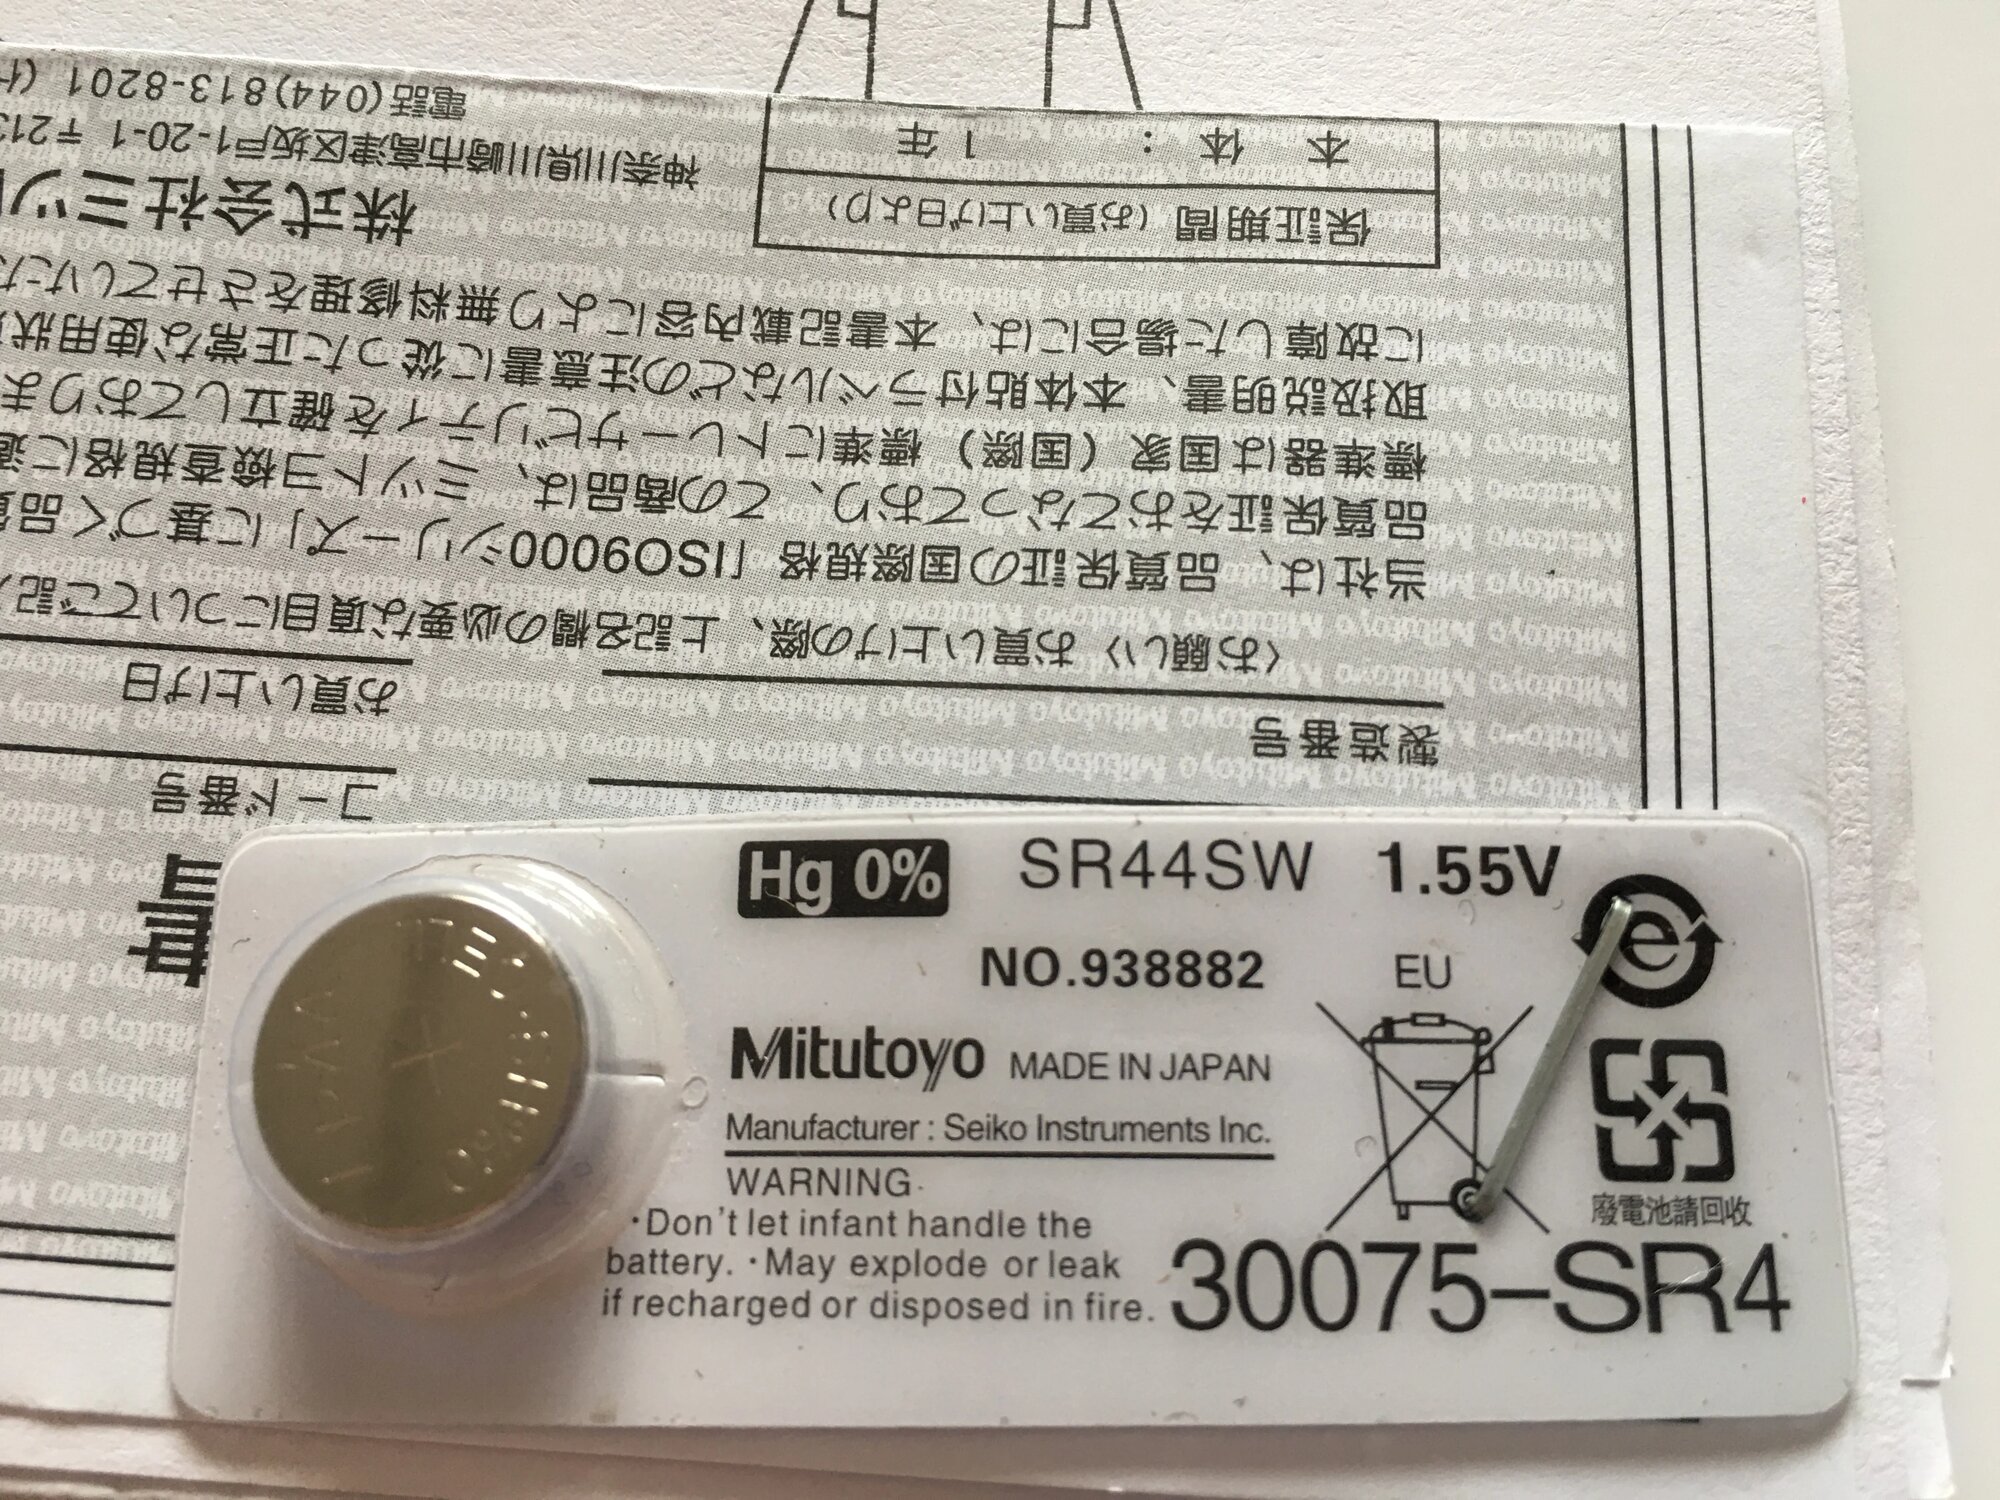 Hg 0% SR44SW 1.55V
NO.938882 EU
Mitutoyo MADE IN JAPAN
Manufacturer : Seiko Instruments Inc.
WARNING
・Don't let infant handle the
battery. ・May explode or leak
if recharged or disposed in fire.
e
廢電池請回收
30075-SR4
書
コード番号
製造番号
お買い上げ日
〈お願い〉お買い上げの際、上記各欄の必要な項目についてご記
当社は、品質保証の国際規格「ISO9000シリーズ」に基づく品質
品質保証をおこなっており、この商品は、ミツトヨ検査規格に適
標準器は国家（国際）標準にトレーサビリティを確立しておりま
取扱説明書、本体貼付ラベルなどの注意書に従った正常な使用状
に故障した場合には、本書記載内容により無料修理をさせていただ
保証期間（お買い上げ日より）
本 体 : 1 年
株式会社ミツ
神奈川県川崎市高津区坂戸1-20-1 〒213
電話(044)813-8201